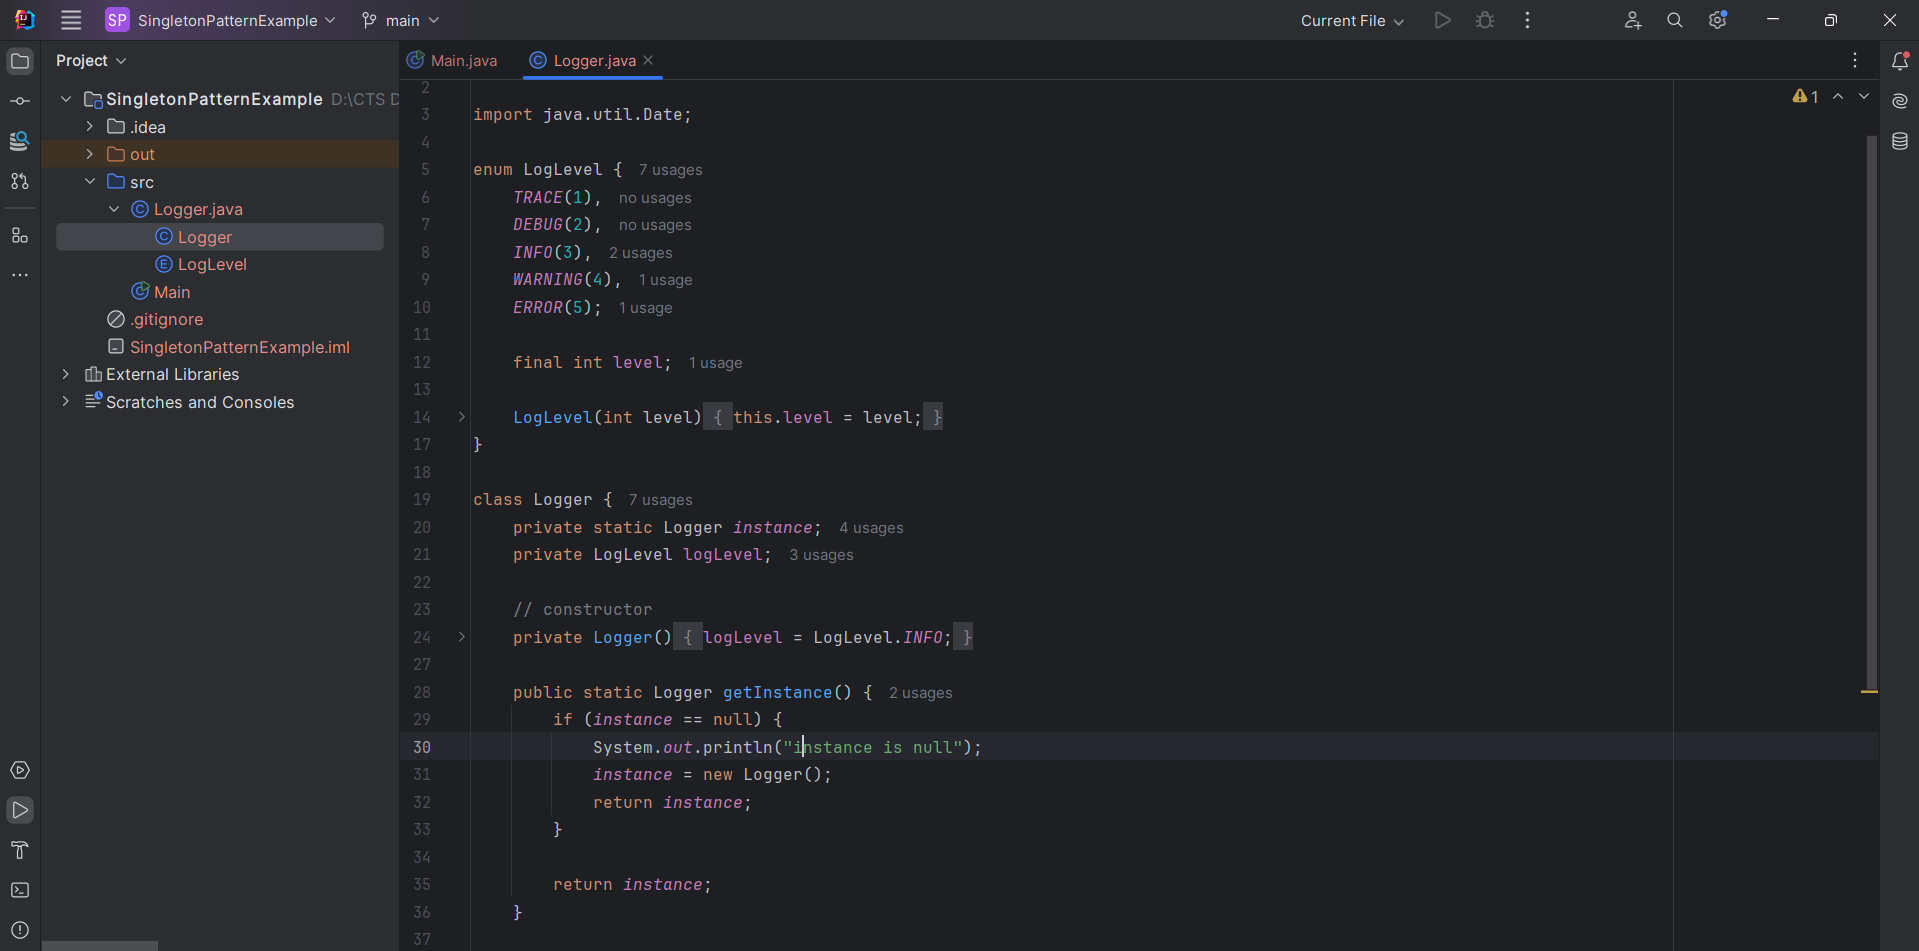 SP SingletonPatternExample main Current File
Project
SingletonPatternExample D:\CTS D
.idea
out
src
Logger.java
Logger
LogLevel
Main
.gitignore
SingletonPatternExample.iml
External Libraries
Scratches and Consoles
Main.java Logger.java
1
2
3 import java.util.Date;
4
5 enum LogLevel { 7 usages
6 TRACE(1), no usages
7 DEBUG(2), no usages
8 INFO(3), 2 usages
9 WARNING(4), 1 usage
10 ERROR(5); 1 usage
11
12 final int level; 1 usage
13
14 LogLevel(int level) { this.level = level; }
17 }
18
19 class Logger { 7 usages
20 private static Logger instance; 4 usages
21 private LogLevel logLevel; 3 usages
22
23 // constructor
24 private Logger() { logLevel = LogLevel.INFO; }
27
28 public static Logger getInstance() { 2 usages
29 if (instance == null) {
30 System.out.println("instance is null");
31 instance = new Logger();
32 return instance;
33 }
34
35 return instance;
36 }
37